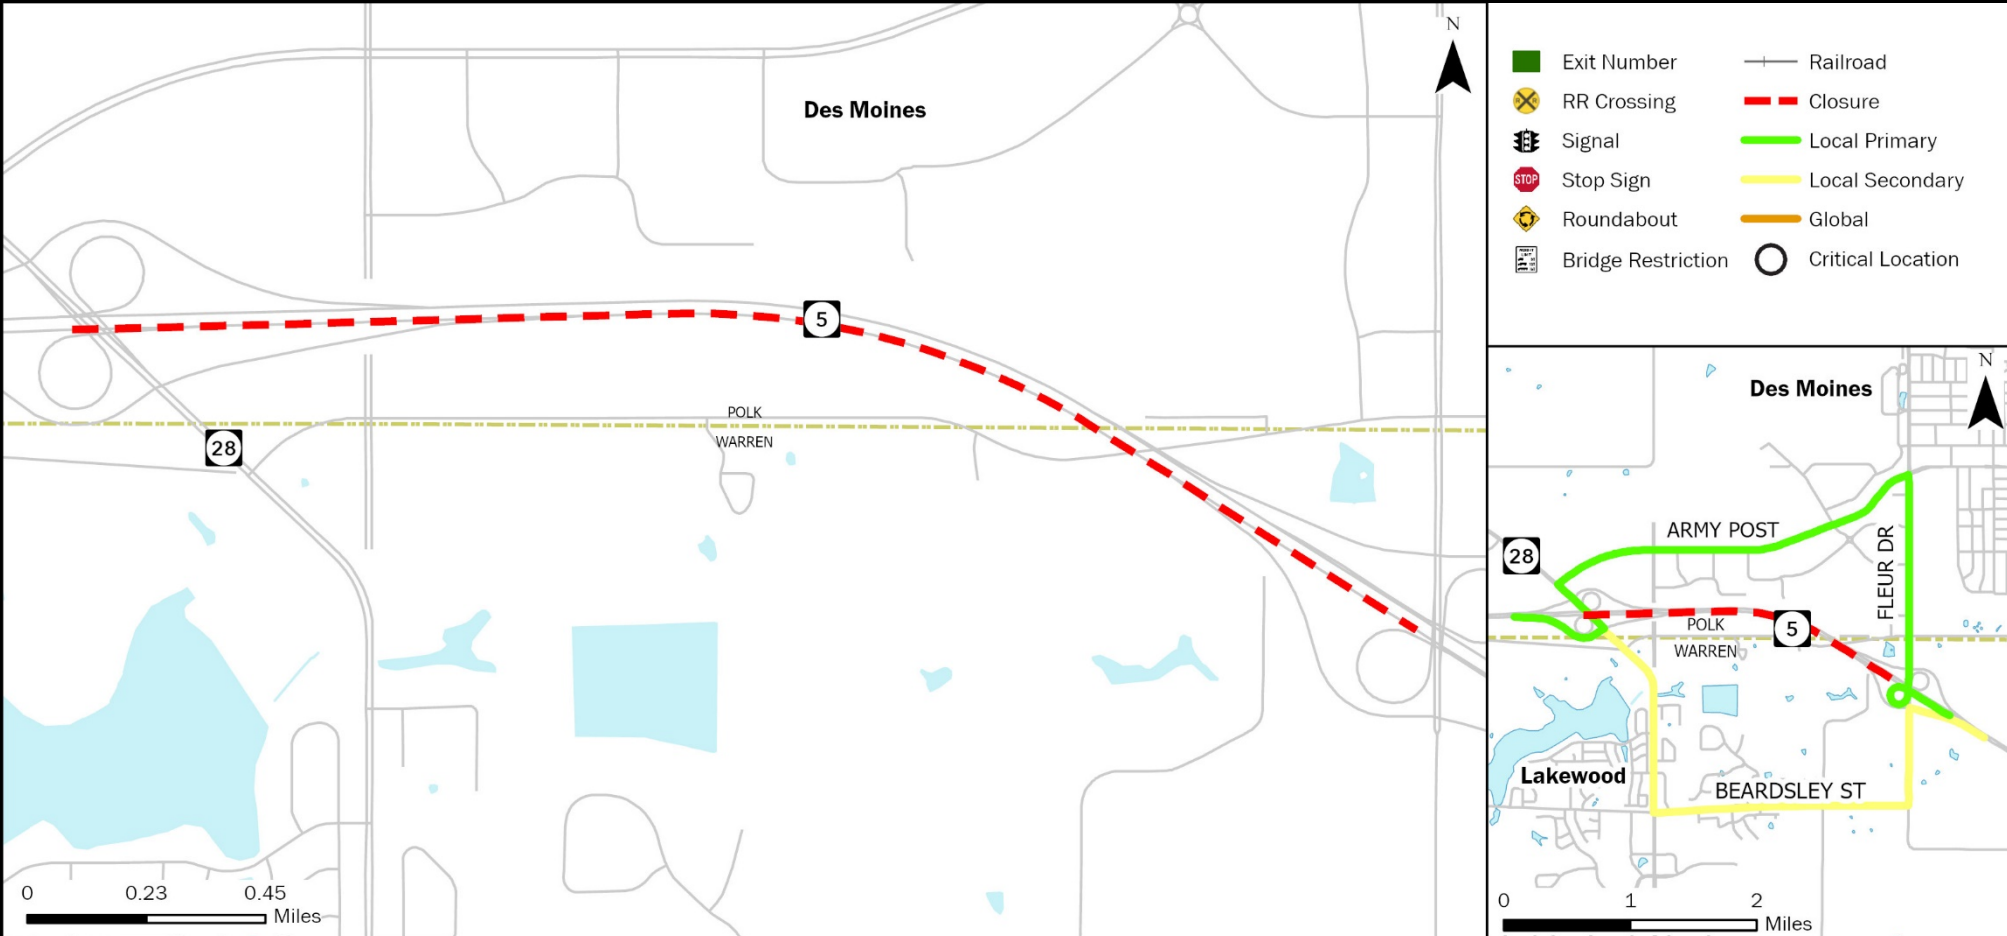 N
Des Moines
5
POLK
WARREN
28
0 0.23 0.45
Miles
Exit Number
Railroad
RR Crossing
Closure
Signal
Local Primary
STOP
Stop Sign
Local Secondary
Roundabout
Global
Bridge Restriction
Critical Location
N
Des Moines
ARMY POST
28
FLEUR DR
POLK
5
WARREN
Lakewood
BEARDSLEY ST
0 1 2
Miles